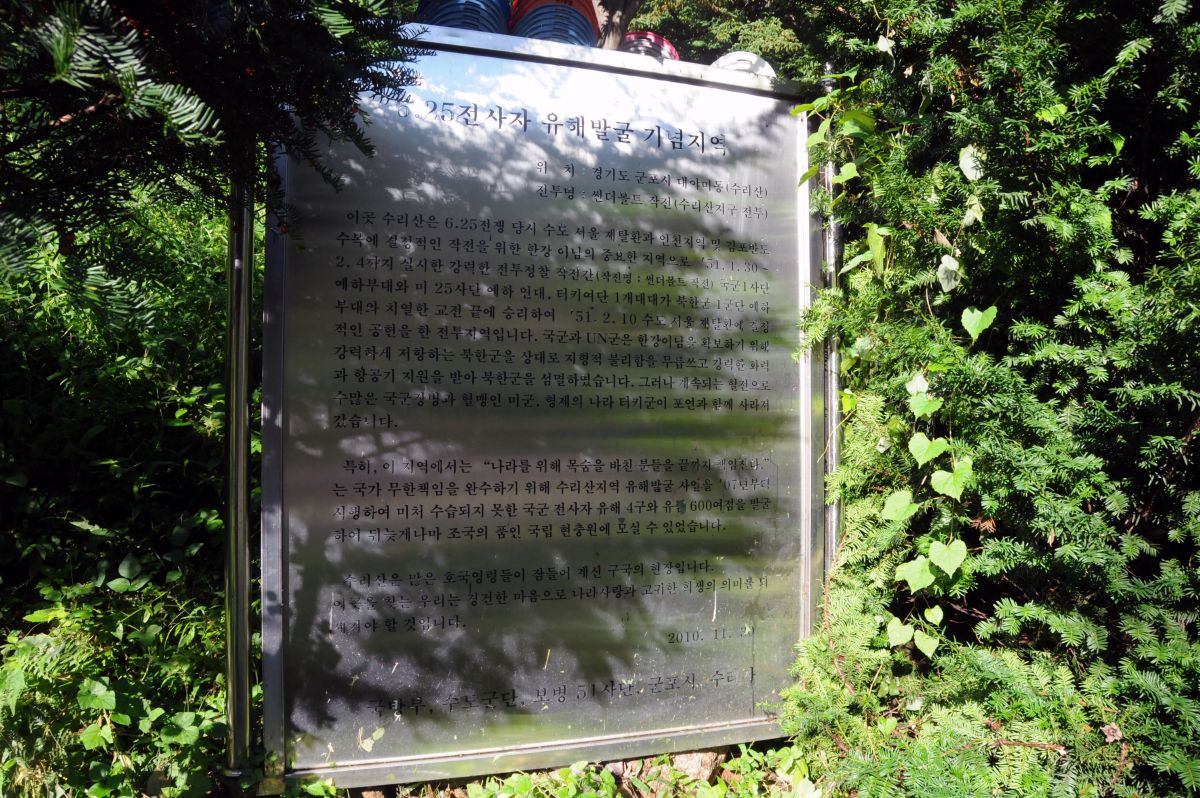 6.25전사자 유해발굴 기념지역
위 치 : 경기도 군포시 대야미동(수리산)
전투명 : 썬더볼트 작전(수리산지구 전투)
이곳 수리산은 6.25전쟁 당시 수도 서울 재탈환과 인천지역 및 김포반도
수복에 결정적인 작전을 위한 한강 이남의 중요한 지역으로 '51. 1. 30 ~
2. 4까지 실시한 강력한 전투정찰 작전간(작전명 : 썬더볼트 작전) 국군 1사단
예하부대와 미 25사단 예하 연대, 터키여단 1개대대가 북한군 1군단 예하
부대와 치열한 교전 끝에 승리하여 '51. 2. 10 수도 서울 재탈환에 결정
적인 공헌을 한 전투지역입니다. 국군과 UN군은 한강이남을 확보하기 위해
강력하게 저항하는 북한군을 상대로 지형적 불리함을 무릅쓰고 강력한 화력
과 항공기 지원을 받아 북한군을 섬멸하였습니다. 그러나 계속되는 혈전으로
수많은 국군장병과 혈맹인 미군, 형제의 나라 터키군이 포연과 함께 사라져
갔습니다.
특히, 이 지역에서는 “나라를 위해 목숨을 바친 분들을 끝까지 책임진다.”
는 국가 무한책임을 완수하기 위해 수리산지역 유해발굴 사업을 '07년부터
시행하여 미처 수습되지 못한 국군 전사자 유해 4구와 유품 600여점을 발굴
하여 뒤늦게나마 조국의 품인 국립 현충원에 모실 수 있었습니다.
수리산은 많은 호국영령들이 잠들어 계신 구국의 현장입니다.
우리는 경건한 마음으로 나라사랑과 고귀한 희생의 의미를 되
새겨야 할 것입니다.
2010. 11.
국방부, 수도군단, 보병 51사단, 군포시,